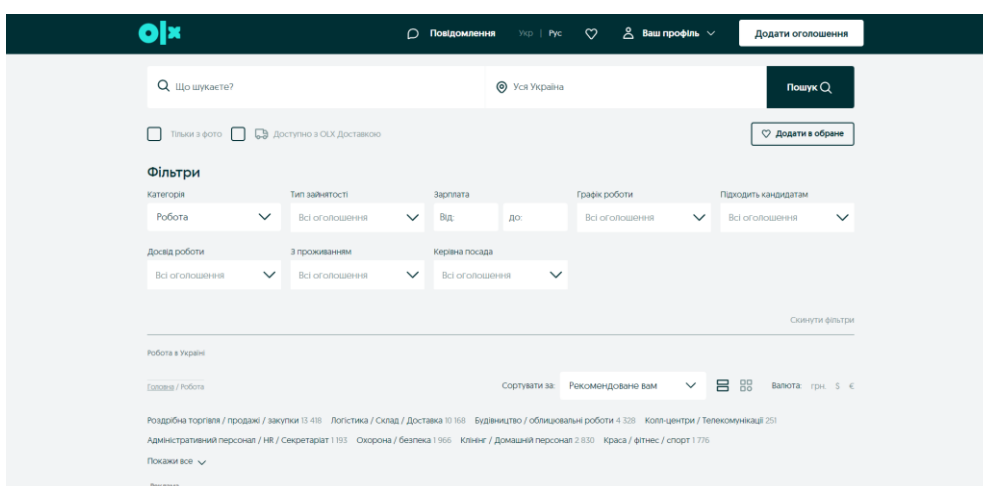 olx
Повідомлення Укр | Рус Ваш профіль Додати оголошення
Що шукаєте? Уся Україна Пошук
Тільки з фото Доступно з OLX Доставкою Додати в обране
Фільтри
Категорія Тип зайнятості Зарплата Графік роботи Підходить кандидатам
Робота Всі оголошення Від: до: Всі оголошення Всі оголошення
Досвід роботи З проживанням Керівна посада
Всі оголошення Всі оголошення Всі оголошення
Скинути фільтри
Робота в Україні
Головна / Робота Сортувати за: Рекомендоване вам Валюта: грн. $ €
Роздрібна торгівля / продажі / закупки 13 418 Логістика / Склад / Доставка 10 168 Будівництво / облицювальні роботи 4 328 Колл-центри / Телекомунікації 251
Адміністративний персонал / HR / Секретаріат 1 193 Охорона / безпека 1 966 Клінінг / Домашній персонал 2 830 Краса / фітнес / спорт 1 776
Покажи все